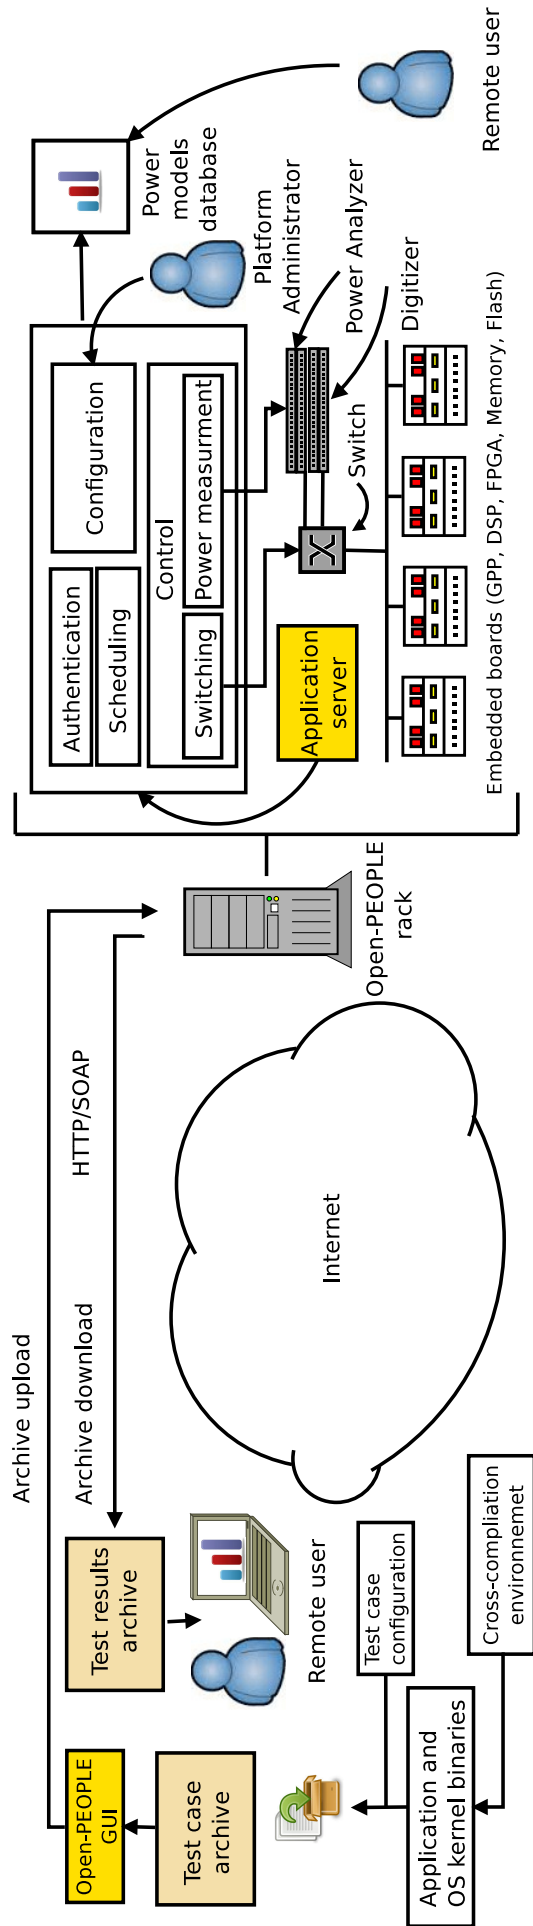 Archive upload
HTTP/SOAP
Archive download
Open-PEOPLE
GUI
Test results
archive
Test case
archive
Remote user
Test case
configuration
Application and
OS kernel binaries
Cross-compliation
environnemet
Internet
Open-PEOPLE
rack
Authentication
Scheduling
Configuration
Control
Switching
Power measurment
Application
server
Power
models
database
Platform
Administrator
Power Analyzer
Switch
Digitizer
Remote user
Embedded boards (GPP, DSP, FPGA, Memory, Flash)